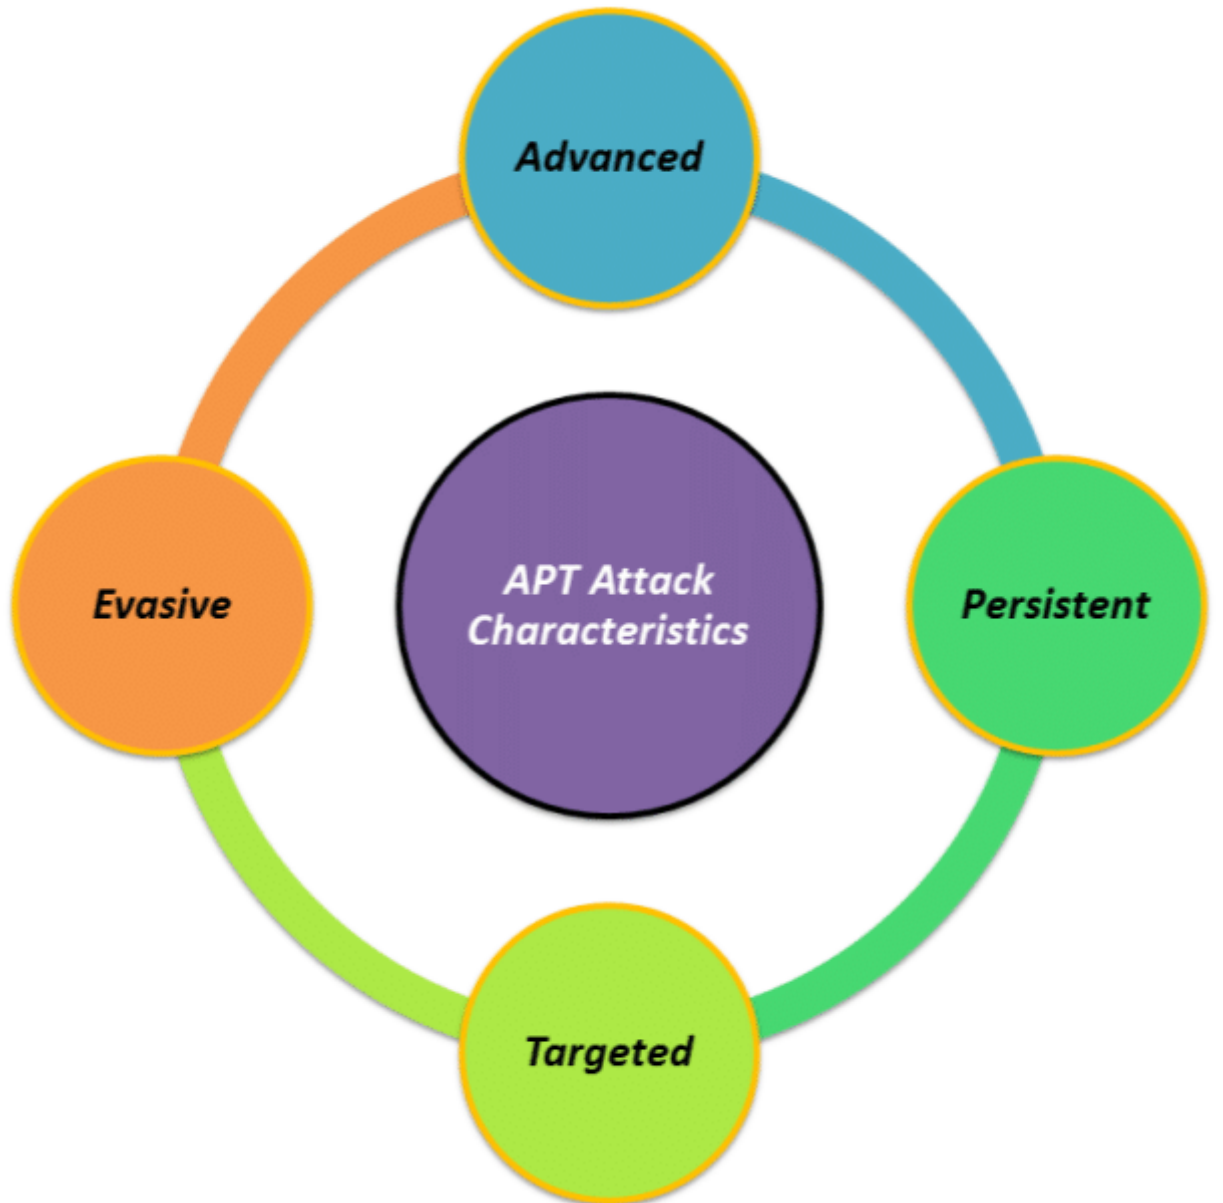 Advanced
Evasive
APT Attack
Characteristics
Persistent
Targeted